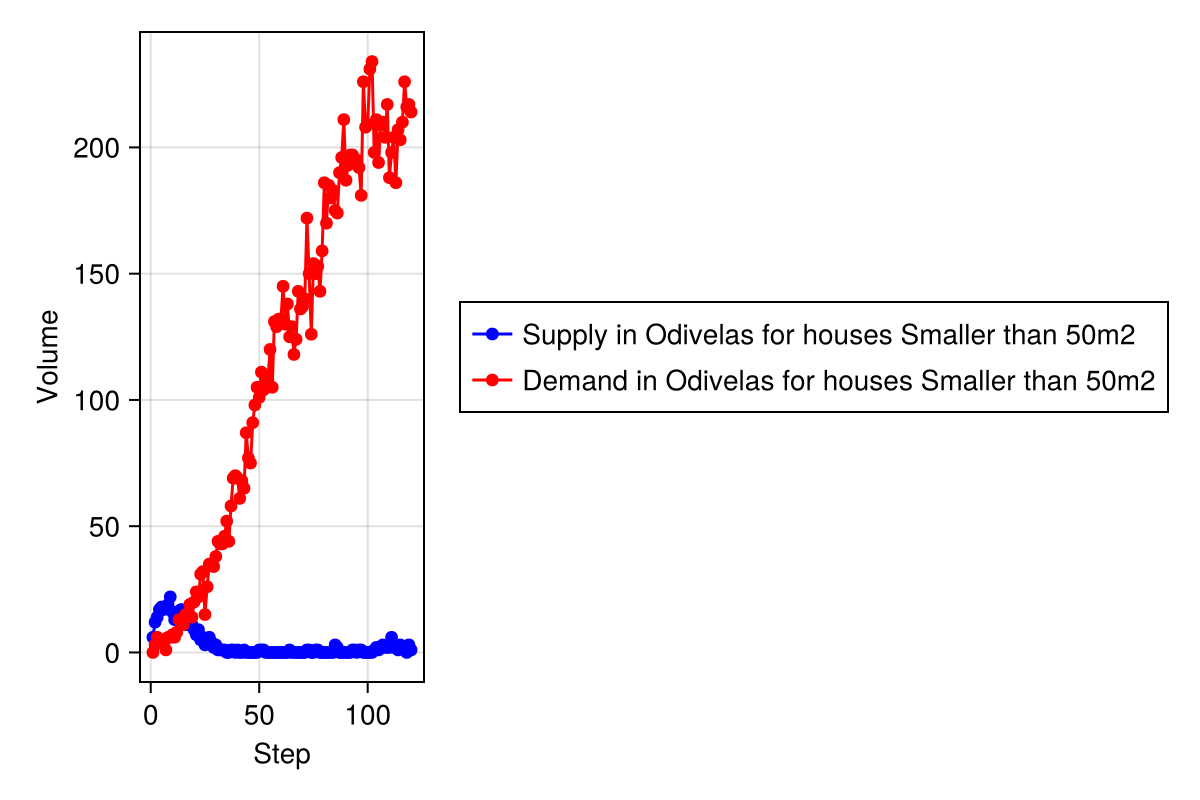 Volume
200
150
100
50
0
0 50 100
Step
Supply in Odivelas for houses Smaller than 50m2
Demand in Odivelas for houses Smaller than 50m2